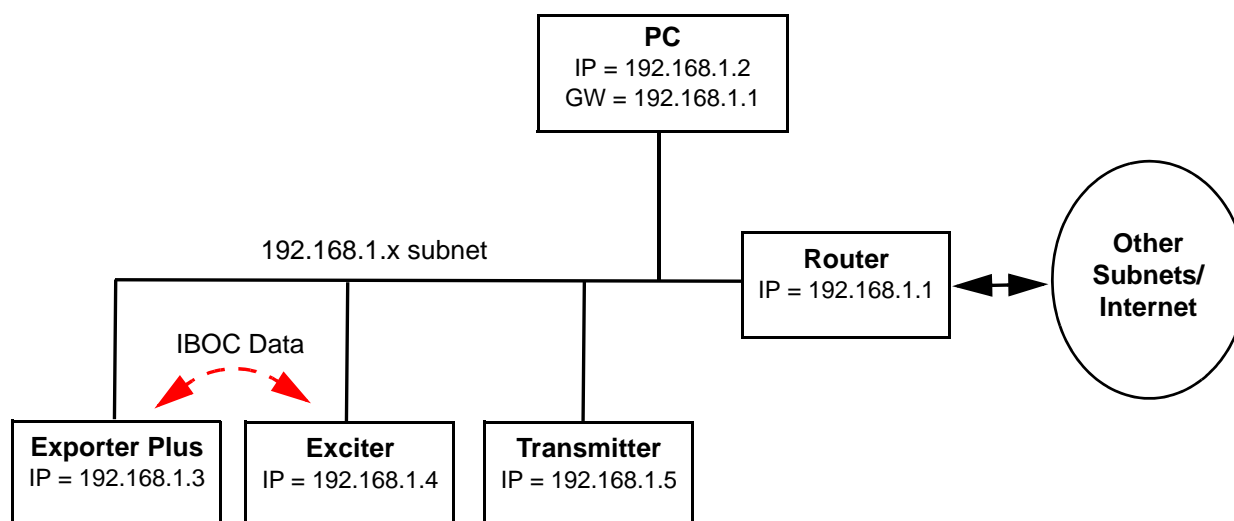 PC
IP = 192.168.1.2
GW = 192.168.1.1
192.168.1.x subnet
Router
IP = 192.168.1.1
Other
Subnets/
Internet
IBOC Data
Exporter Plus
IP = 192.168.1.3
Exciter
IP = 192.168.1.4
Transmitter
IP = 192.168.1.5